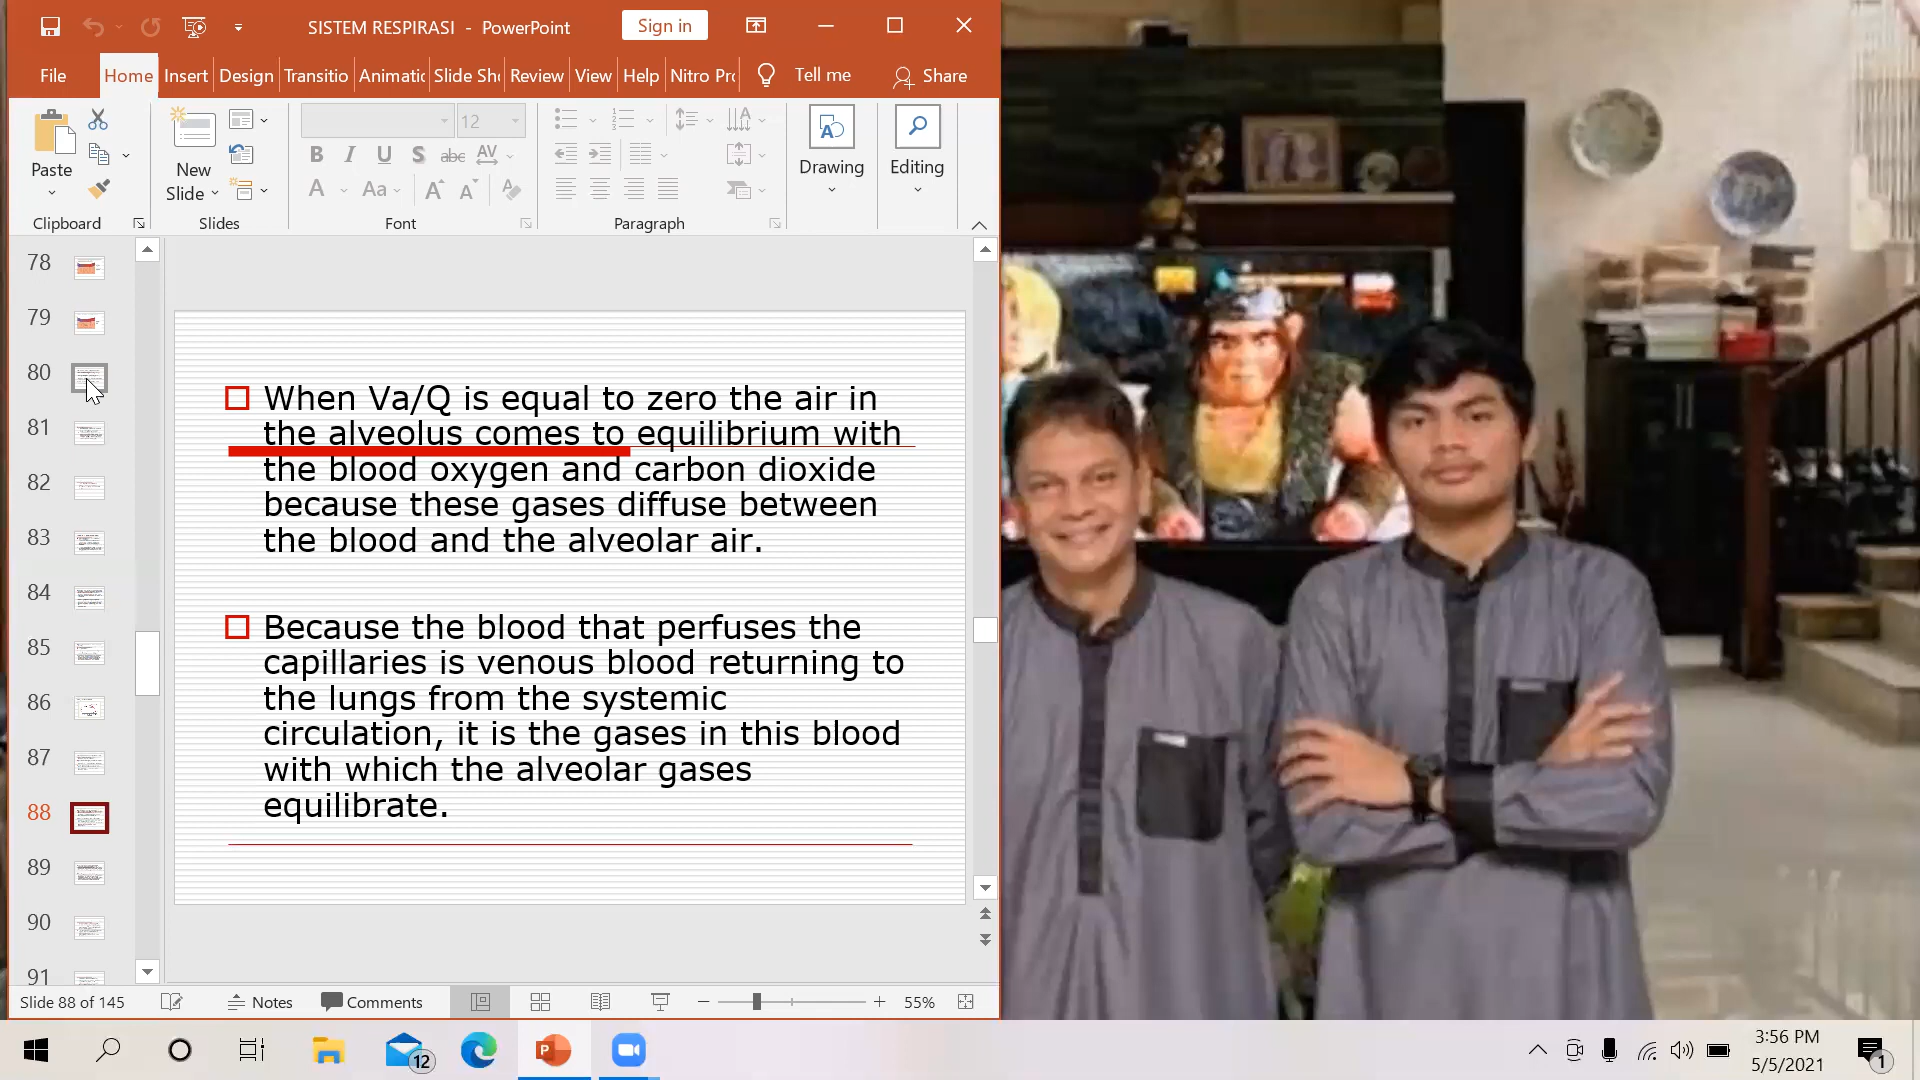 SISTEM RESPIRASI - PowerPoint
Sign in
File Home Insert Design Transitio Animatic Slide Sh Review View Help Nitro Pr Tell me Share
Paste
New
Slide
12
B I U S abc AV
A Aa A A
Drawing
Editing
Clipboard Slides Font Paragraph
78
79
80
81
82
83
84
85
86
87
88
89
90
91
When Va/Q is equal to zero the air in
the alveolus comes to equilibrium with
the blood oxygen and carbon dioxide
because these gases diffuse between
the blood and the alveolar air.
Because the blood that perfuses the
capillaries is venous blood returning to
the lungs from the systemic
circulation, it is the gases in this blood
with which the alveolar gases
equilibrate.
Slide 88 of 145 Notes Comments 55%
12
3:56 PM
5/5/2021
1